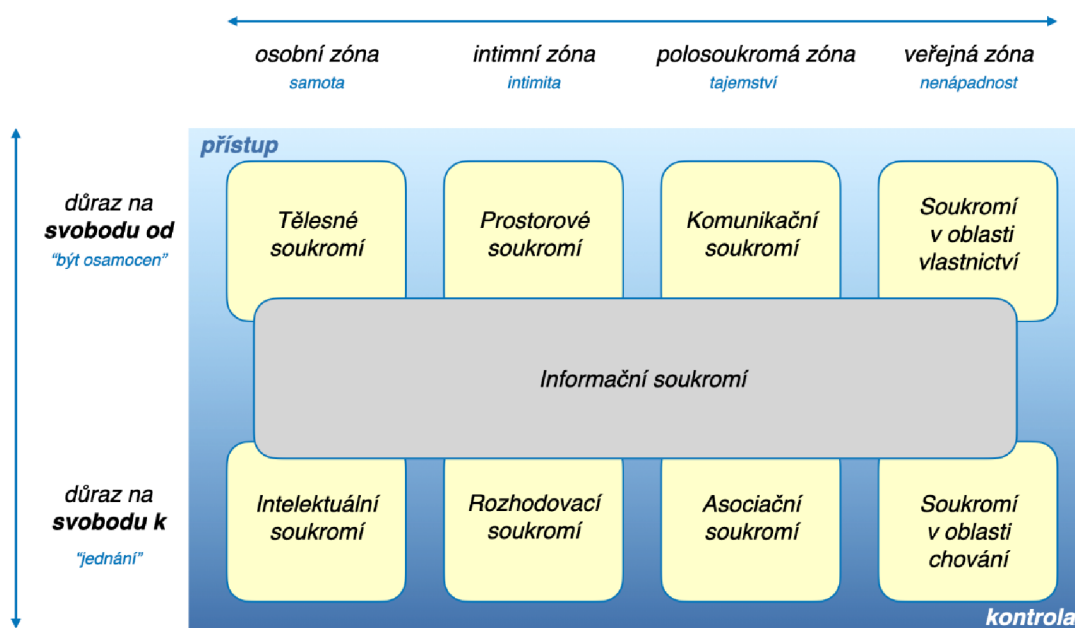 osobní zóna
samota
intimní zóna
intimita
polosoukromá zóna
tajemství
veřejná zóna
nenápadnost
přístup
důraz na
svobodu od
“být osamocen”
Tělesné
soukromí
Prostorové
soukromí
Komunikační
soukromí
Soukromí
v oblasti
vlastnictví
Informační soukromí
důraz na
svobodu k
“jednání”
Intelektuální
soukromí
Rozhodovací
soukromí
Asociační
soukromí
Soukromí
v oblasti
chování
kontrola